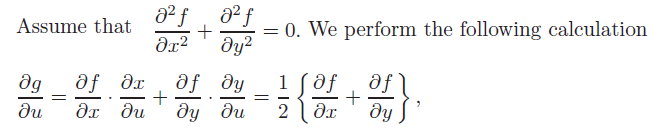 Assume that ∂²f/∂x² + ∂²f/∂y² = 0. We perform the following calculation
∂g/∂u = ∂f/∂x · ∂x/∂u + ∂f/∂y · ∂y/∂u = 1/2 {∂f/∂x + ∂f/∂y},